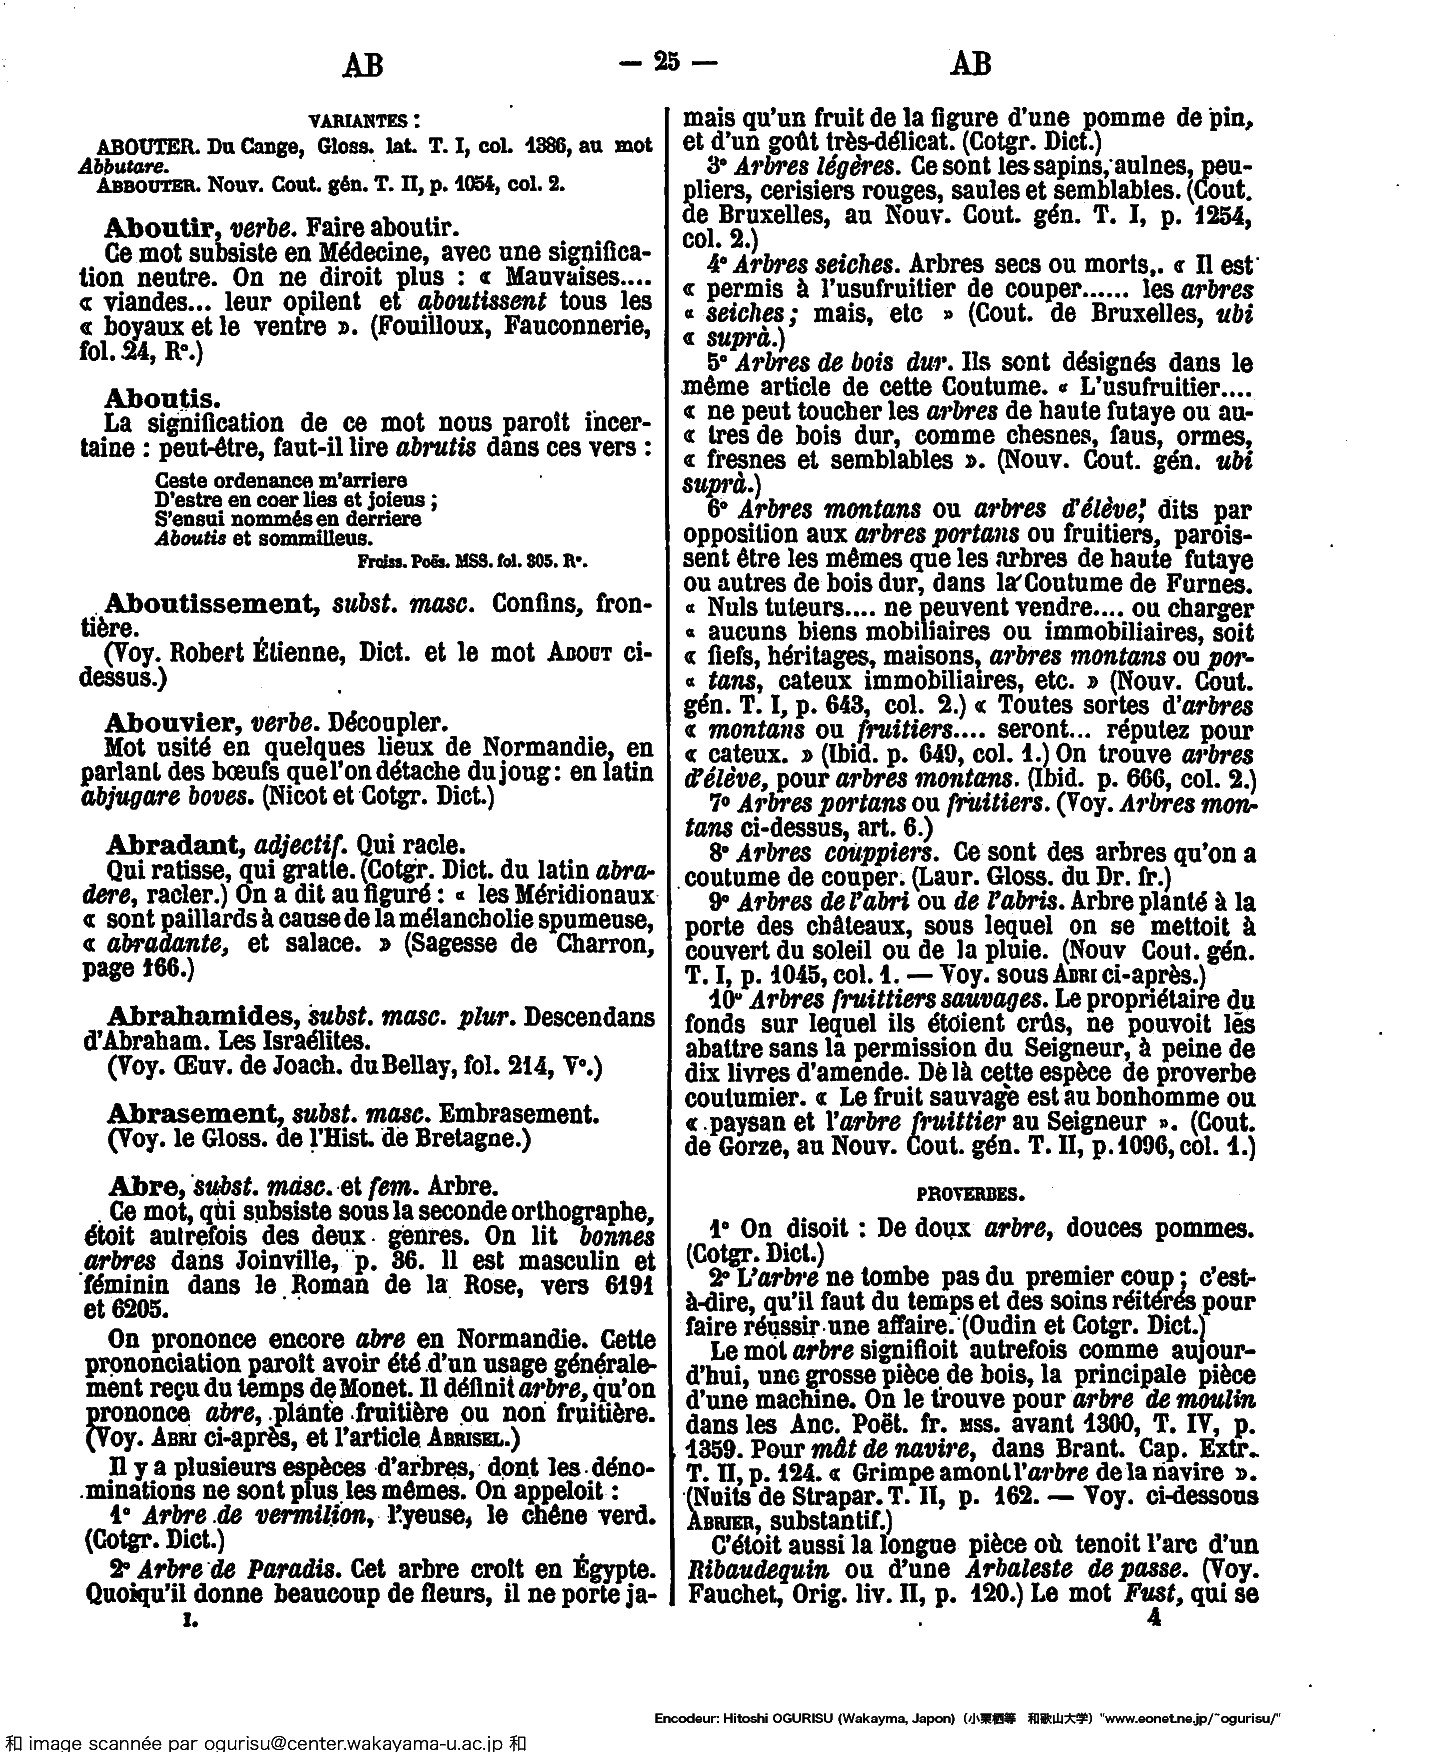 AB
— 25 —
AB
VARIANTES :
ABOUTER. Du Cange, Gloss. lat. T. I, col. 1386, au mot
Abbutare.
ABBOUTER. Nouv. Cout. gén. T. II, p. 1054, col. 2.
Aboutir, verbe. Faire aboutir.
Ce mot subsiste en Médecine, avec une significa-
tion neutre. On ne diroit plus : « Mauvaises....
« viandes... leur opilent et aboutissent tous les
« boyaux et le ventre ». (Fouilloux, Fauconnerie,
fol. 24, R°.)
Aboutis.
La signification de ce mot nous paroît incer-
taine : peut-être, faut-il lire abrutis dans ces vers :
Ceste ordenance m'arriere
D'estre en coer lies et joieus ;
S'ensui nommés en derriere
Aboutis et sommilleus.
Froiss. Poës. MSS. fol. 305. R°.
Aboutissement, subst. masc. Confins, fron-
tière.
(Voy. Robert Étienne, Dict. et le mot ABOUT ci-
dessus.)
Abouvier, verbe. Découpler.
Mot usité en quelques lieux de Normandie, en
parlant des bœufs que l'on détache du joug : en latin
abjugare boves. (Nicot et Cotgr. Dict.)
Abradant, adjectif. Qui racle.
Qui ratisse, qui gratte. (Cotgr. Dict. du latin abra-
dere, racler.) On a dit au figuré : « les Méridionaux
« sont paillards à cause de la mélancholie spumeuse,
« abradante, et salace. » (Sagesse de Charron,
page 166.)
Abrahamides, subst. masc. plur. Descendans
d'Abraham. Les Israélites.
(Voy. Œuv. de Joach. du Bellay, fol. 214, V°.)
Abrasement, subst. masc. Embrasement.
(Voy. le Gloss. de l'Hist. de Bretagne.)
Abre, subst. masc. et fem. Arbre.
Ce mot, qui subsiste sous la seconde orthographe,
étoit autrefois des deux genres. On lit bonnes
arbres dans Joinville, p. 36. Il est masculin et
féminin dans le Roman de la Rose, vers 6191
et 6205.
On prononce encore abre en Normandie. Cette
prononciation paroît avoir été d'un usage générale-
ment reçu du temps de Monet. Il définit arbre, qu'on
prononce abre, plante fruitière ou non fruitière.
(Voy. ABRI ci-après, et l'article ABRISEL.)
Il y a plusieurs espèces d'arbres, dont les déno-
minations ne sont plus les mêmes. On appeloit :
1° Arbre de vermilion, l'yeuse, le chêne verd.
(Cotgr. Dict.)
2° Arbre de Paradis. Cet arbre croît en Égypte.
Quoiqu'il donne beaucoup de fleurs, il ne porte ja-
I.
mais qu'un fruit de la figure d'une pomme de pin,
et d'un goût très-délicat. (Cotgr. Dict.)
3° Arbres légères. Ce sont les sapins, aulnes, peu-
pliers, cerisiers rouges, saules et semblables. (Cout.
de Bruxelles, au Nouv. Cout. gén. T. I, p. 1254,
col. 2.)
4° Arbres seiches. Arbres secs ou morts,. « Il est
« permis à l'usufruitier de couper...... les arbres
« seiches ; mais, etc » (Cout. de Bruxelles, ubi
« suprà.)
5° Arbres de bois dur. Ils sont désignés dans le
même article de cette Coutume. « L'usufruitier....
« ne peut toucher les arbres de haute futaye ou au-
« tres de bois dur, comme chesnes, faus, ormes,
« fresnes et semblables ». (Nouv. Cout. gén. ubi
suprà.)
6° Arbres montans ou arbres d'élève, dits par
opposition aux arbres portans ou fruitiers, parois-
sent être les mêmes que les arbres de haute futaye
ou autres de bois dur, dans la Coutume de Furnes.
« Nuls tuteurs.... ne peuvent vendre.... ou charger
« aucuns biens mobiliaires ou immobiliaires, soit
« fiefs, héritages, maisons, arbres montans ou por-
« tans, cateux immobiliaires, etc. » (Nouv. Cout.
gén. T. I, p. 643, col. 2.) « Toutes sortes d'arbres
« montans ou fruitiers.... seront... réputez pour
« cateux. » (Ibid. p. 649, col. 1.) On trouve arbres
d'élève, pour arbres montans. (Ibid. p. 666, col. 2.)
7° Arbres portans ou fruitiers. (Voy. Arbres mon-
tans ci-dessus, art. 6.)
8° Arbres couppiers. Ce sont des arbres qu'on a
coutume de couper. (Laur. Gloss. du Dr. fr.)
9° Arbres de l'abri ou de l'abris. Arbre planté à la
porte des châteaux, sous lequel on se mettoit à
couvert du soleil ou de la pluie. (Nouv Cout. gén.
T. I, p. 1045, col. 1. — Voy. sous ABRI ci-après.)
10° Arbres fruittiers sauvages. Le propriétaire du
fonds sur lequel ils étoient crûs, ne pouvoit les
abattre sans la permission du Seigneur, à peine de
dix livres d'amende. De là cette espèce de proverbe
coutumier. « Le fruit sauvage est au bonhomme ou
« paysan et l'arbre fruittier au Seigneur ». (Cout.
de Gorze, au Nouv. Cout. gén. T. II, p. 1096, col. 1.)
PROVERBES.
1° On disoit : De doux arbre, douces pommes.
(Cotgr. Dict.)
2° L'arbre ne tombe pas du premier coup ; c'est-
à-dire, qu'il faut du temps et des soins réitérés pour
faire réussir une affaire. (Oudin et Cotgr. Dict.)
Le mot arbre signifioit autrefois comme aujour-
d'hui, une grosse pièce de bois, la principale pièce
d'une machine. On le trouve pour arbre de moulin
dans les Anc. Poët. fr. MSS. avant 1300, T. IV, p.
1359. Pour mât de navire, dans Brant. Cap. Extr.
T. II, p. 124. « Grimpe amont l'arbre de la navire ».
(Nuits de Strapar. T. II, p. 162. — Voy. ci-dessous
ABRIER, substantif.)
C'étoit aussi la longue pièce où tenoit l'arc d'un
Ribaudequin ou d'une Arbaleste de passe. (Voy.
Fauchet, Orig. liv. II, p. 120.) Le mot Fust, qui se
4
Encodeur: Hitoshi OGURISU (Wakayma, Japon) (小栗栖等 和歌山大学) "www.eonet.ne.jp/~ogurisu/"
和 image scannée par ogurisu@center.wakayama-u.ac.jp 和